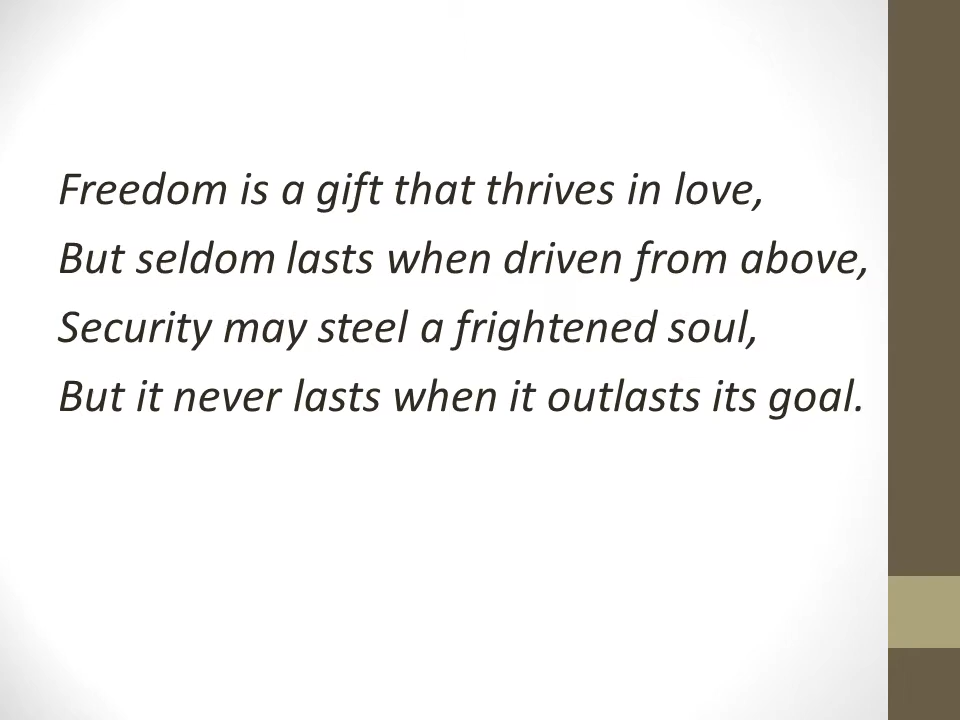 Freedom is a gift that thrives in love,
But seldom lasts when driven from above,
Security may steel a frightened soul,
But it never lasts when it outlasts its goal.